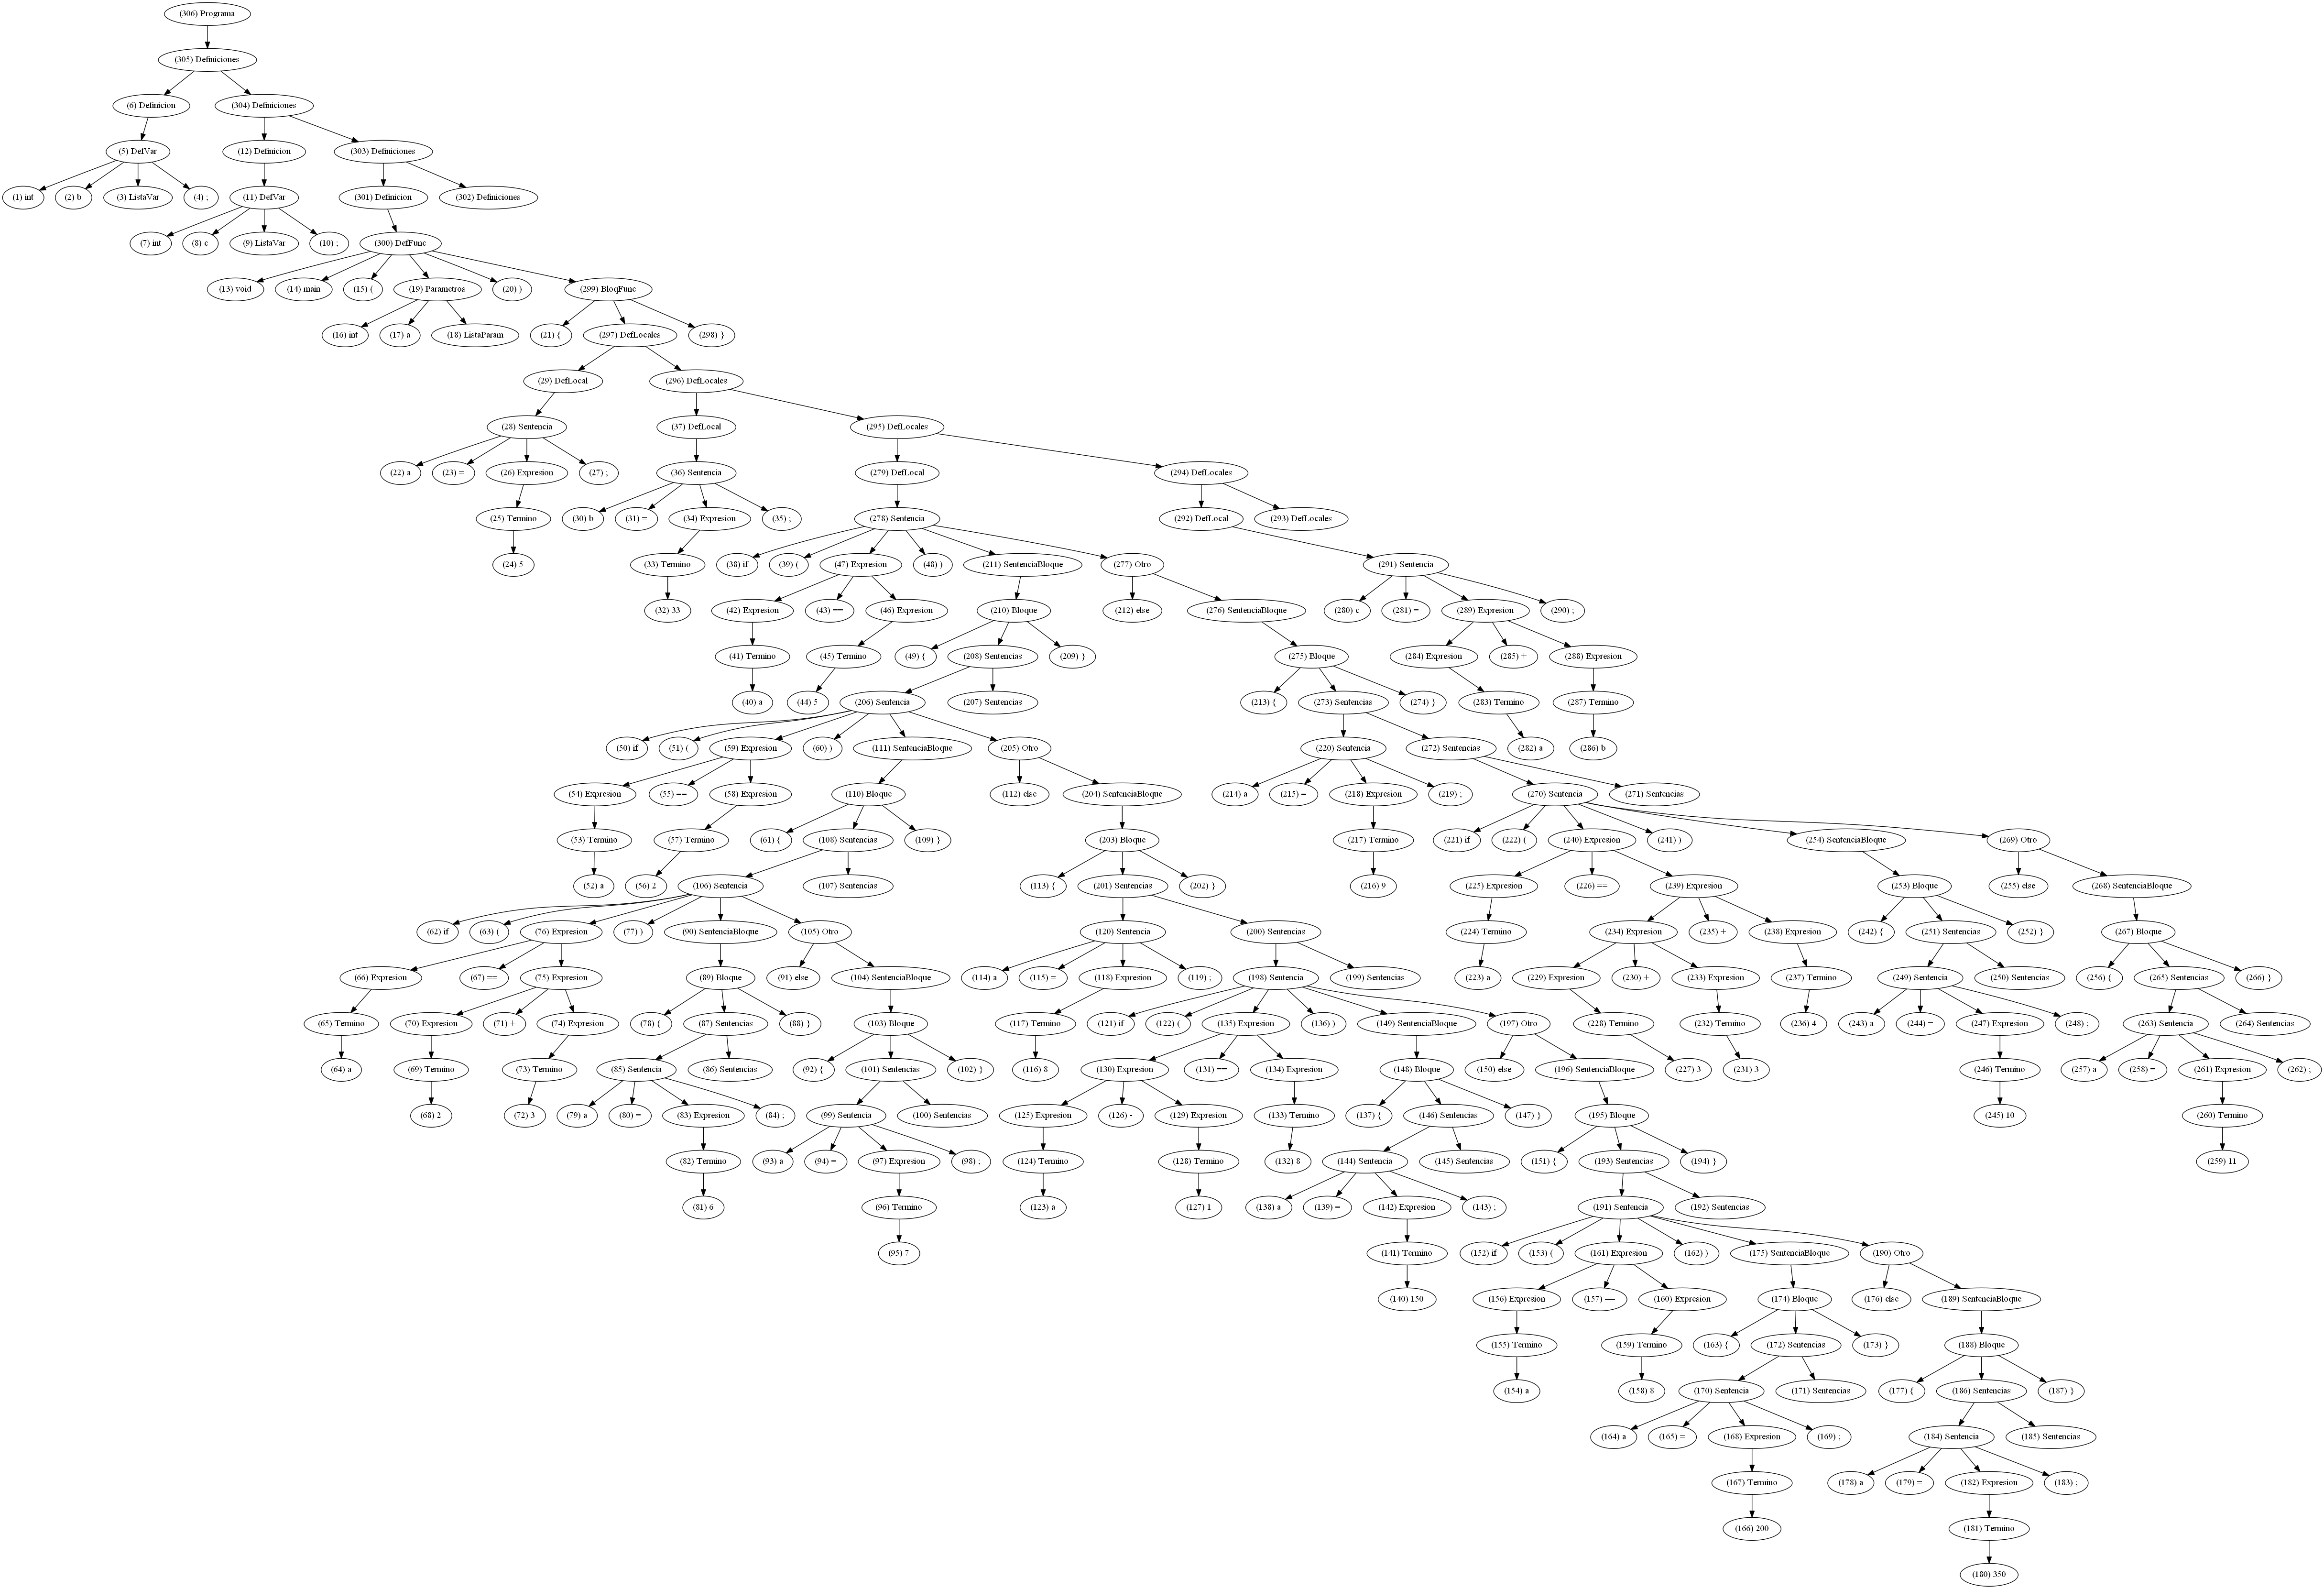 (306) Programa
(305) Definiciones
(6) Definicion
(304) Definiciones
(5) DefVar
(12) Definicion
(303) Definiciones
(1) int
(2) b
(3) ListaVar
(4) ;
(11) DefVar
(301) Definicion
(302) Definiciones
(7) int
(8) c
(9) ListaVar
(10) ;
(300) DefFunc
(13) void
(14) main
(15) (
(19) Parametros
(20) )
(299) BloqFunc
(16) int
(17) a
(18) ListaParam
(21) {
(297) DefLocales
(298) }
(29) DefLocal
(296) DefLocales
(28) Sentencia
(37) DefLocal
(295) DefLocales
(22) a
(23) =
(26) Expresion
(27) ;
(36) Sentencia
(279) DefLocal
(294) DefLocales
(25) Termino
(30) b
(31) =
(34) Expresion
(35) ;
(278) Sentencia
(292) DefLocal
(293) DefLocales
(24) 5
(33) Termino
(38) if
(39) (
(47) Expresion
(48) )
(211) SentenciaBloque
(277) Otro
(291) Sentencia
(32) 33
(42) Expresion
(43) ==
(46) Expresion
(210) Bloque
(212) else
(276) SentenciaBloque
(280) c
(281) =
(289) Expresion
(290) ;
(41) Termino
(45) Termino
(49) {
(208) Sentencias
(209) }
(275) Bloque
(284) Expresion
(285) +
(288) Expresion
(40) a
(44) 5
(206) Sentencia
(207) Sentencias
(213) {
(273) Sentencias
(274) }
(283) Termino
(287) Termino
(50) if
(51) (
(59) Expresion
(60) )
(111) SentenciaBloque
(205) Otro
(220) Sentencia
(272) Sentencias
(282) a
(286) b
(54) Expresion
(55) ==
(58) Expresion
(110) Bloque
(112) else
(204) SentenciaBloque
(214) a
(215) =
(218) Expresion
(219) ;
(270) Sentencia
(271) Sentencias
(53) Termino
(57) Termino
(61) {
(108) Sentencias
(109) }
(203) Bloque
(217) Termino
(221) if
(222) (
(240) Expresion
(241) )
(254) SentenciaBloque
(269) Otro
(52) a
(56) 2
(106) Sentencia
(107) Sentencias
(113) {
(201) Sentencias
(202) }
(216) 9
(225) Expresion
(226) ==
(239) Expresion
(253) Bloque
(255) else
(268) SentenciaBloque
(62) if
(63) (
(76) Expresion
(77) )
(90) SentenciaBloque
(105) Otro
(120) Sentencia
(200) Sentencias
(224) Termino
(234) Expresion
(235) +
(238) Expresion
(242) {
(251) Sentencias
(252) }
(267) Bloque
(66) Expresion
(67) ==
(75) Expresion
(89) Bloque
(91) else
(104) SentenciaBloque
(114) a
(115) =
(118) Expresion
(119) ;
(198) Sentencia
(199) Sentencias
(223) a
(229) Expresion
(230) +
(233) Expresion
(237) Termino
(249) Sentencia
(250) Sentencias
(256) {
(265) Sentencias
(266) }
(65) Termino
(70) Expresion
(71) +
(74) Expresion
(78) {
(87) Sentencias
(88) }
(103) Bloque
(117) Termino
(121) if
(122) (
(135) Expresion
(136) )
(149) SentenciaBloque
(197) Otro
(228) Termino
(232) Termino
(236) 4
(243) a
(244) =
(247) Expresion
(248) ;
(263) Sentencia
(264) Sentencias
(64) a
(69) Termino
(73) Termino
(85) Sentencia
(86) Sentencias
(92) {
(101) Sentencias
(102) }
(116) 8
(130) Expresion
(131) ==
(134) Expresion
(148) Bloque
(150) else
(196) SentenciaBloque
(227) 3
(231) 3
(246) Termino
(257) a
(258) =
(261) Expresion
(262) ;
(68) 2
(72) 3
(79) a
(80) =
(83) Expresion
(84) ;
(99) Sentencia
(100) Sentencias
(125) Expresion
(126) -
(129) Expresion
(133) Termino
(137) {
(146) Sentencias
(147) }
(195) Bloque
(245) 10
(260) Termino
(82) Termino
(93) a
(94) =
(97) Expresion
(98) ;
(124) Termino
(128) Termino
(132) 8
(144) Sentencia
(145) Sentencias
(151) {
(193) Sentencias
(194) }
(259) 11
(81) 6
(96) Termino
(123) a
(127) 1
(138) a
(139) =
(142) Expresion
(143) ;
(191) Sentencia
(192) Sentencias
(95) 7
(141) Termino
(152) if
(153) (
(161) Expresion
(162) )
(175) SentenciaBloque
(190) Otro
(140) 150
(156) Expresion
(157) ==
(160) Expresion
(174) Bloque
(176) else
(189) SentenciaBloque
(155) Termino
(159) Termino
(163) {
(172) Sentencias
(173) }
(188) Bloque
(154) a
(158) 8
(170) Sentencia
(171) Sentencias
(177) {
(186) Sentencias
(187) }
(164) a
(165) =
(168) Expresion
(169) ;
(184) Sentencia
(185) Sentencias
(167) Termino
(178) a
(179) =
(182) Expresion
(183) ;
(166) 200
(181) Termino
(180) 350